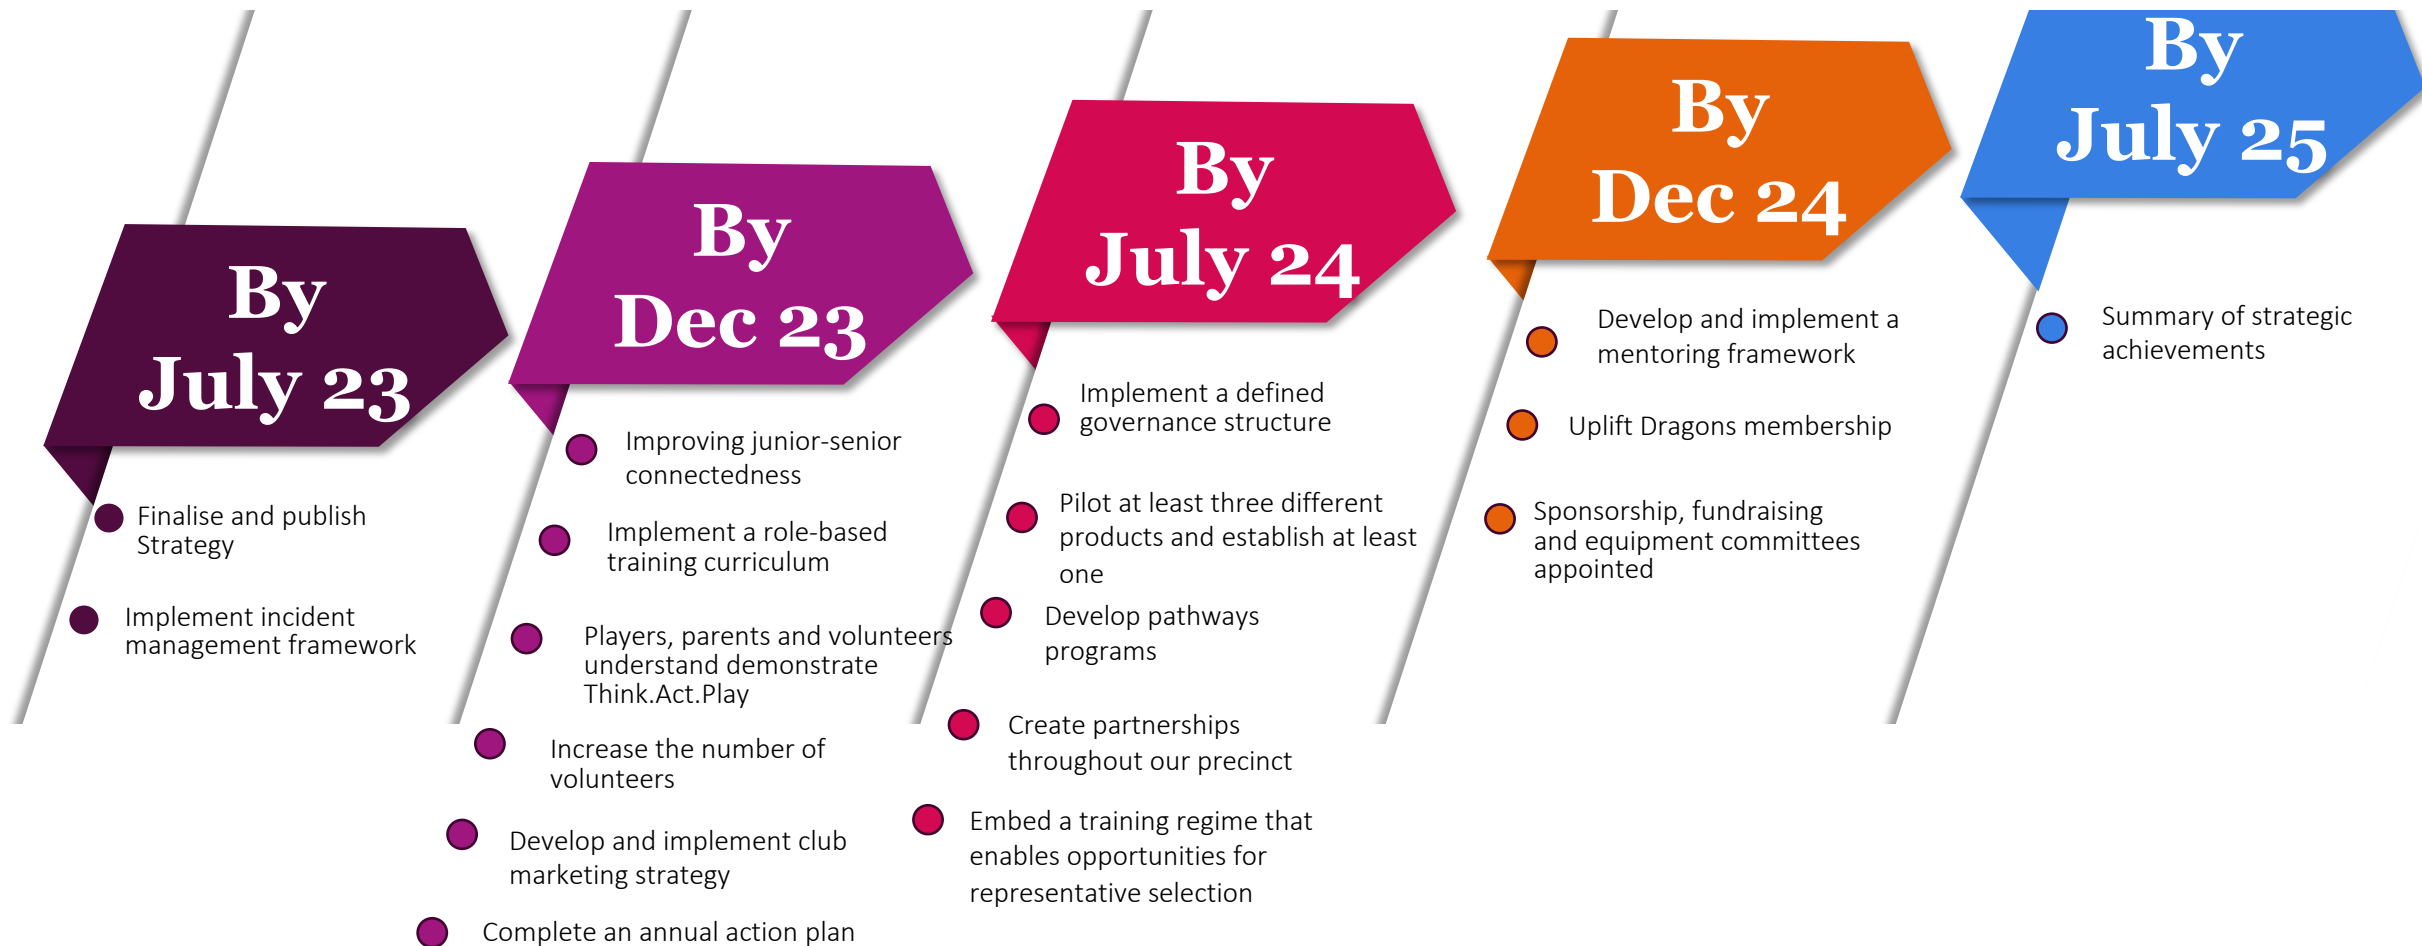 By
July 23
Finalise and publish
Strategy
Implement incident
management framework
By
Dec 23
Improving junior-senior
connectedness
Implement a role-based
training curriculum
Players, parents and volunteers
understand demonstrate
Think.Act.Play
Increase the number of
volunteers
Develop and implement club
marketing strategy
Complete an annual action plan
By
July 24
Implement a defined
governance structure
Pilot at least three different
products and establish at least
one
Develop pathways
programs
Create partnerships
throughout our precinct
Embed a training regime that
enables opportunities for
representative selection
By
Dec 24
Develop and implement a
mentoring framework
Uplift Dragons membership
Sponsorship, fundraising
and equipment committees
appointed
By
July 25
Summary of strategic
achievements